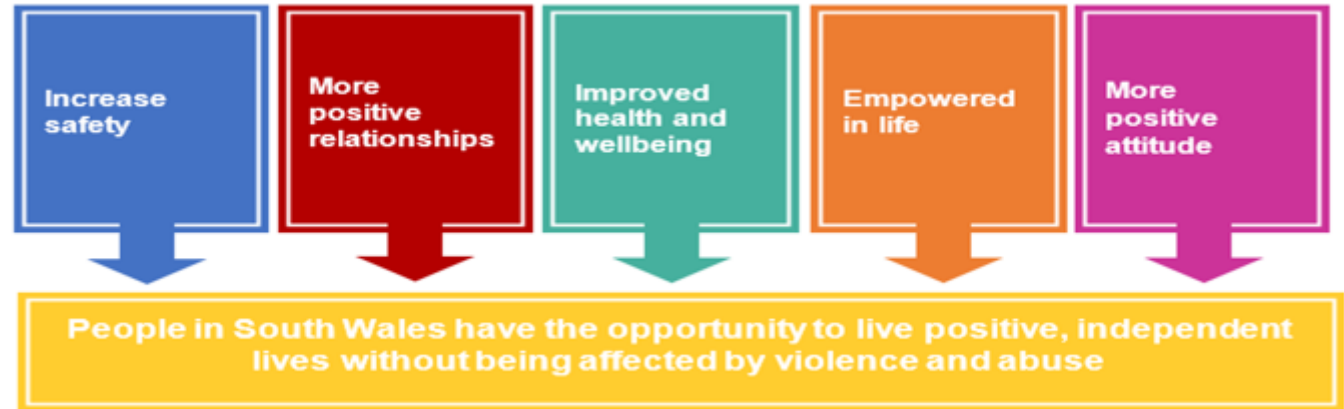 Increase
safety
More
positive
relationships
Improved
health and
wellbeing
Empowered
in life
More
positive
attitude
People in South Wales have the opportunity to live positive, independent
lives without being affected by violence and abuse